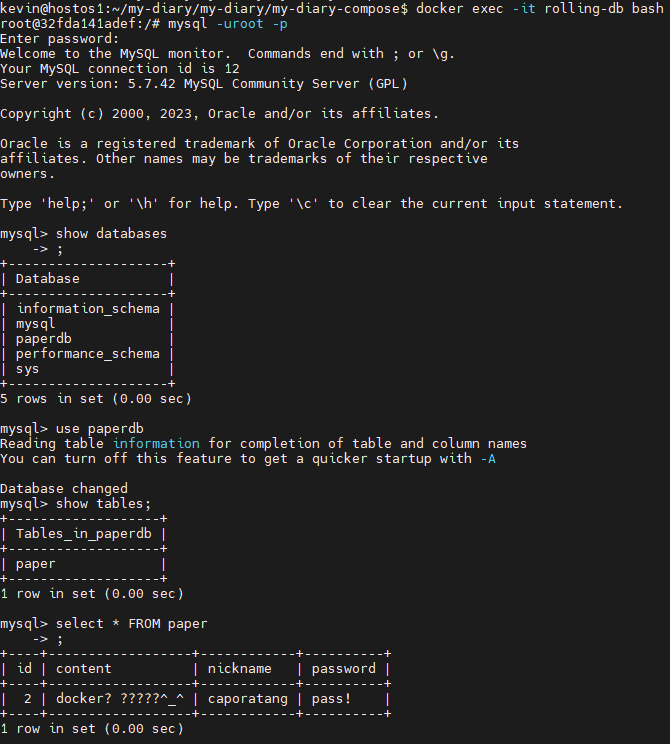 kevin@hostos1:~/my-diary/my-diary/my-diary-compose$ docker exec -it rolling-db bash
root@32fda141adef:/# mysql -uroot -p
Enter password:
Welcome to the MySQL monitor.  Commands end with ; or \g.
Your MySQL connection id is 12
Server version: 5.7.42 MySQL Community Server (GPL)

Copyright (c) 2000, 2023, Oracle and/or its affiliates.

Oracle is a registered trademark of Oracle Corporation and/or its
affiliates. Other names may be trademarks of their respective
owners.

Type 'help;' or '\h' for help. Type '\c' to clear the current input statement.

mysql> show databases
    -> ;
+--------------------+
| Database           |
+--------------------+
| information_schema |
| mysql              |
| paperdb            |
| performance_schema |
| sys                |
+--------------------+
5 rows in set (0.00 sec)

mysql> use paperdb
Reading table information for completion of table and column names
You can turn off this feature to get a quicker startup with -A

Database changed
mysql> show tables;
+-------------------+
| Tables_in_paperdb |
+-------------------+
| paper             |
+-------------------+
1 row in set (0.00 sec)

mysql> select * FROM paper
    -> ;
+----+------------------+------------+----------+
| id | content          | nickname   | password |
+----+------------------+------------+----------+
|  2 | docker? ?????^_^ | caporatang | pass!    |
+----+------------------+------------+----------+
1 row in set (0.00 sec)